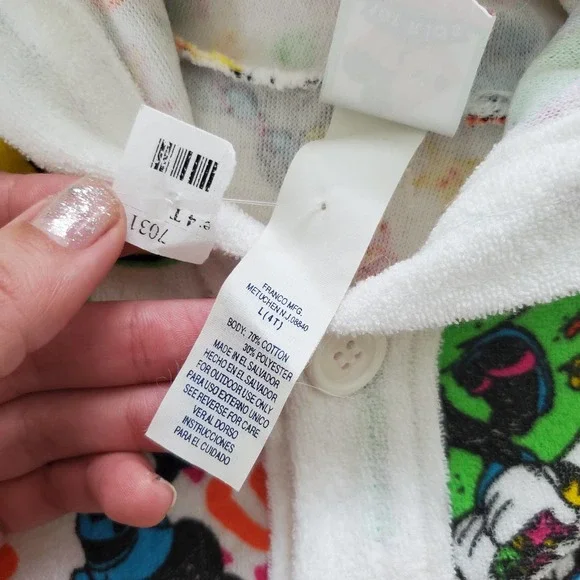 FOR KIDS
4T
7031
FRANCO MFG.
METUCHEN N.J. 08840
L (4T)
BODY: 70% COTTON
30% POLYESTER
MADE IN EL SALVADOR
HECHO EN EL SALVADOR
FOR OUTDOOR USE ONLY
PARA USO EXTERNO UNICO
SEE REVERSE FOR CARE
VER AL DORSO
INSTRUCCIONES
PARA EL CUIDADO